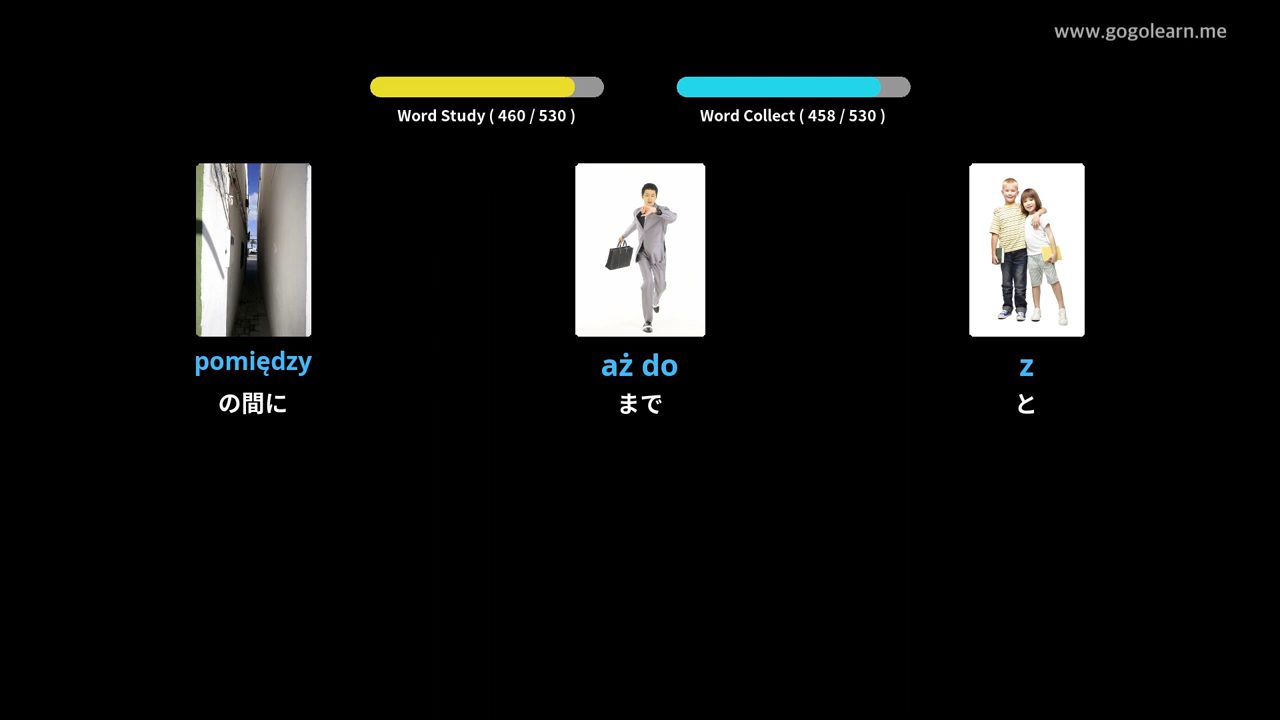 www.gogolearn.me
Word Study ( 460 / 530 )
Word Collect ( 458 / 530 )
pomiędzy
の間に
aż do
まで
z
と